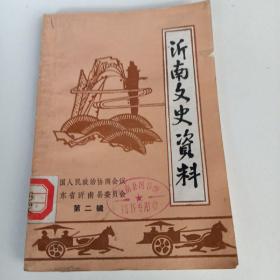 沂南文史資料
国人民政治协商会议
东省沂南县委员会
第二辑